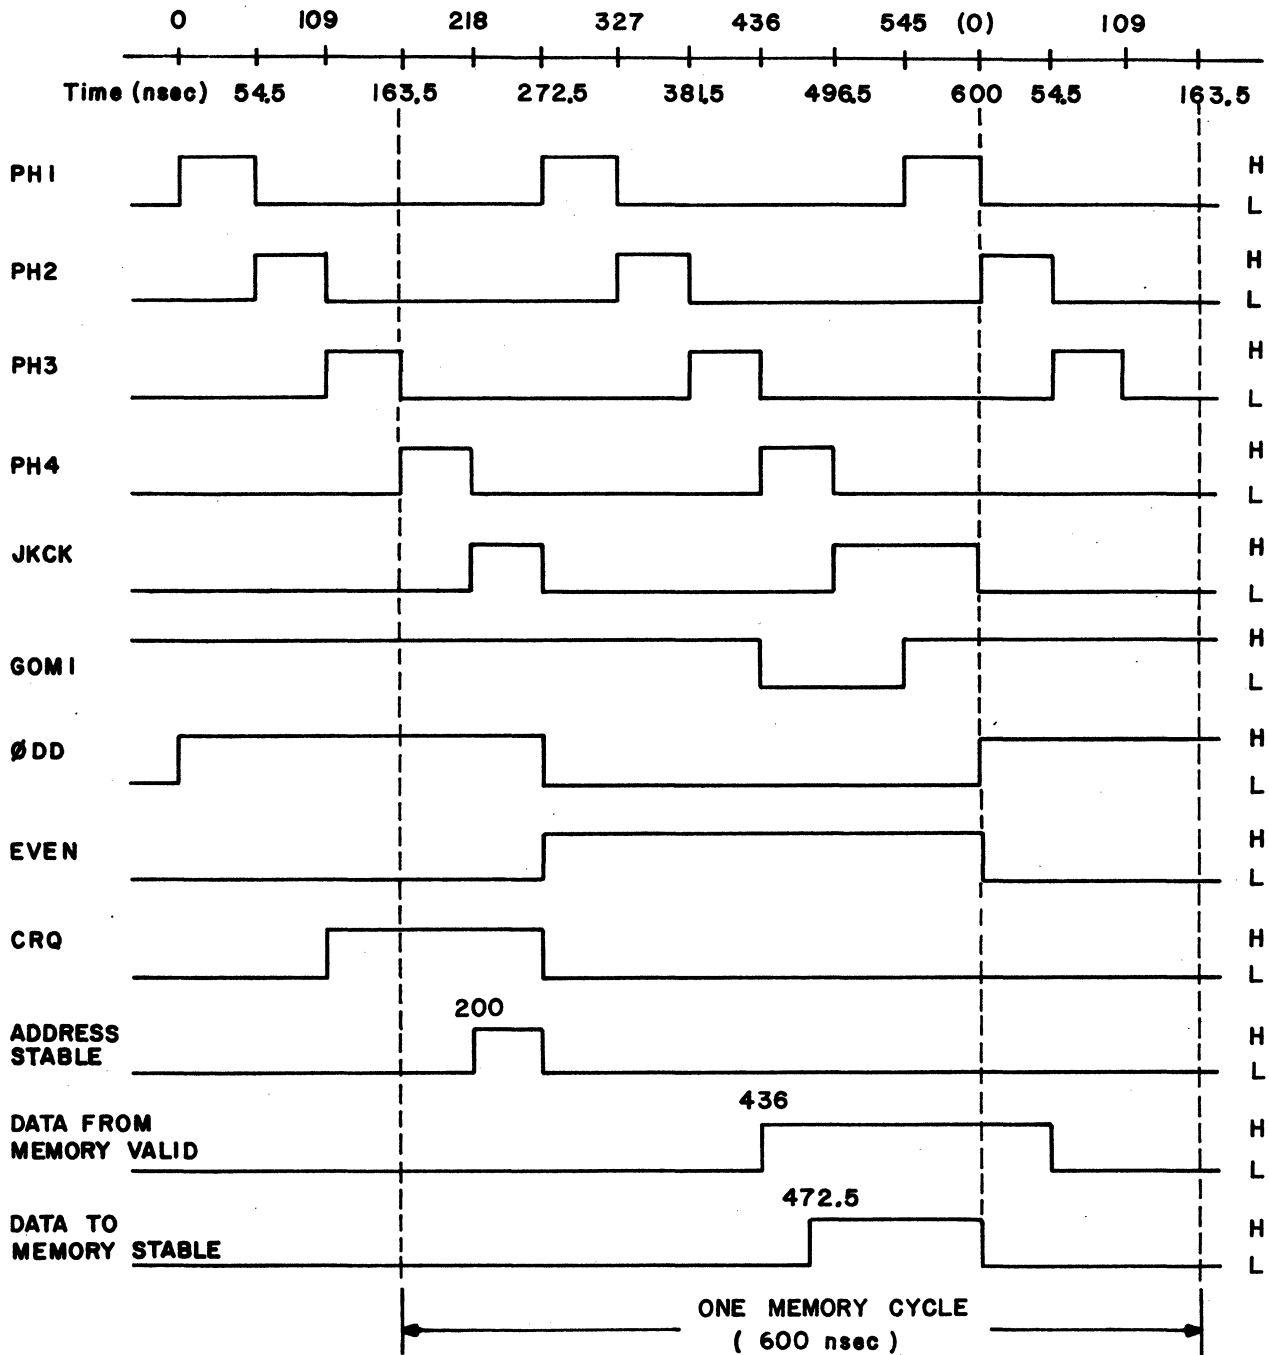 0 109 218 327 436 545 (0) 109
Time (nsec) 54.5 163.5 272.5 381.5 496.5 600 54.5 163.5
PH1 H
L
PH2 H
L
PH3 H
L
PH4 H
L
JKCK H
L
GOM1 H
L
ØDD H
L
EVEN H
L
CRQ H
L
200
ADDRESS H
STABLE L
436
DATA FROM H
MEMORY VALID L
472.5
DATA TO H
MEMORY STABLE L
ONE MEMORY CYCLE
( 600 nsec )